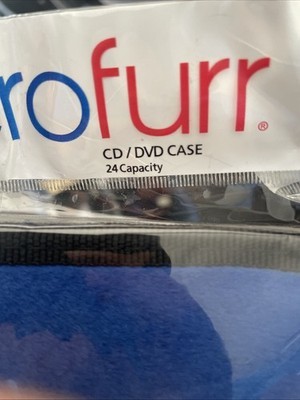 rofurr®
CD / DVD CASE
24 Capacity